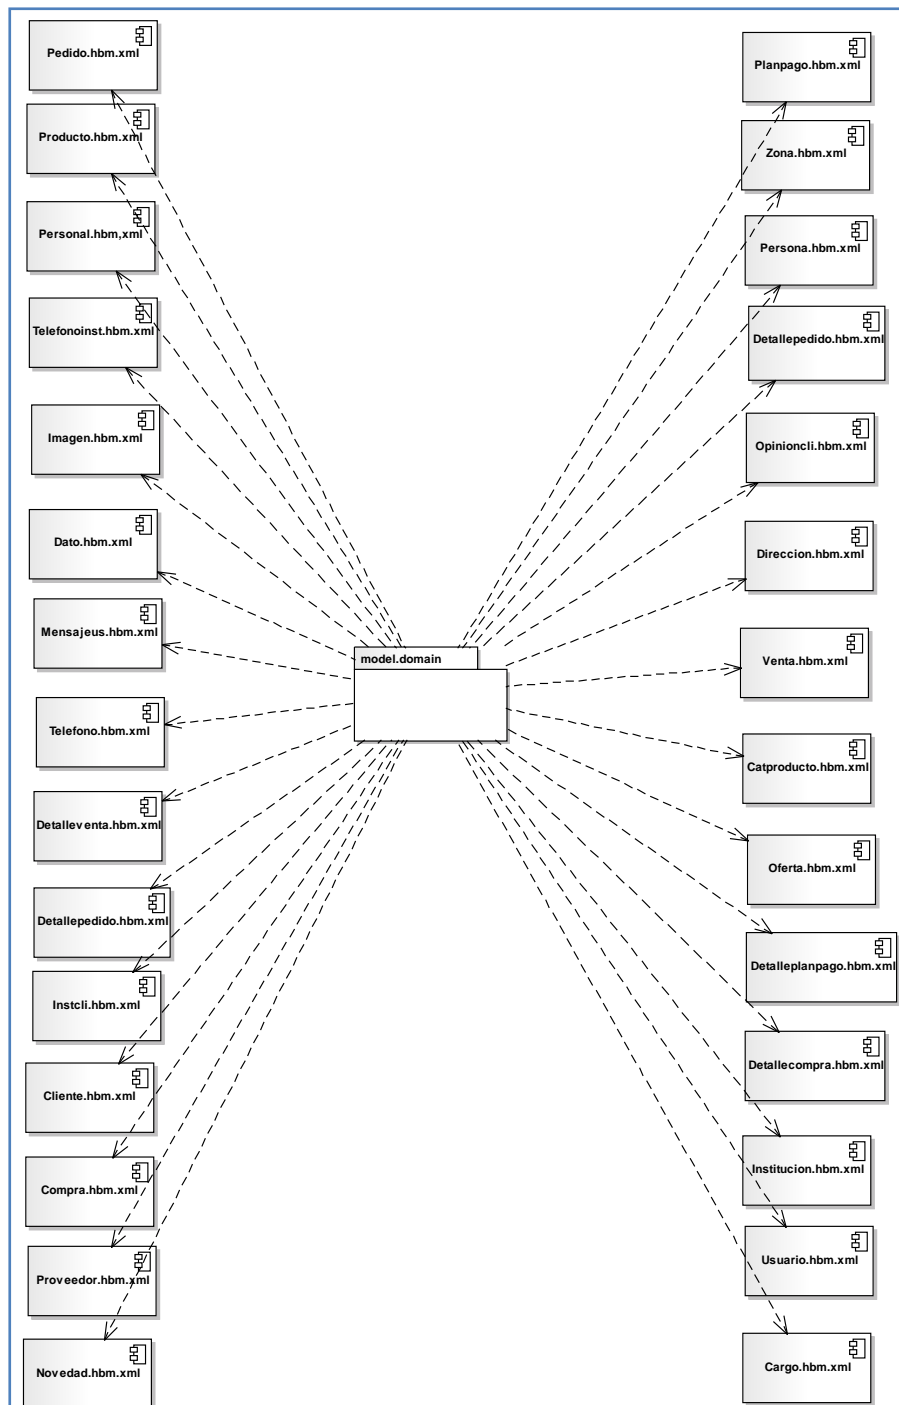 Pedido.hbm.xml
Producto.hbm.xml
Personal.hbm,xml
Telefonoinst.hbm.xml
Imagen.hbm.xml
Dato.hbm.xml
Mensajeus.hbm.xml
Telefono.hbm.xml
Detalleventa.hbm.xml
Detallepedido.hbm.xml
Instcli.hbm.xml
Cliente.hbm.xml
Compra.hbm.xml
Proveedor.hbm.xml
Novedad.hbm.xml
model.domain
Planpago.hbm.xml
Zona.hbm.xml
Persona.hbm.xml
Detallepedido.hbm.xml
Opinioncli.hbm.xml
Direccion.hbm.xml
Venta.hbm.xml
Catproducto.hbm.xml
Oferta.hbm.xml
Detalleplanpago.hbm.xml
Detallecompra.hbm.xml
Institucion.hbm.xml
Usuario.hbm.xml
Cargo.hbm.xml